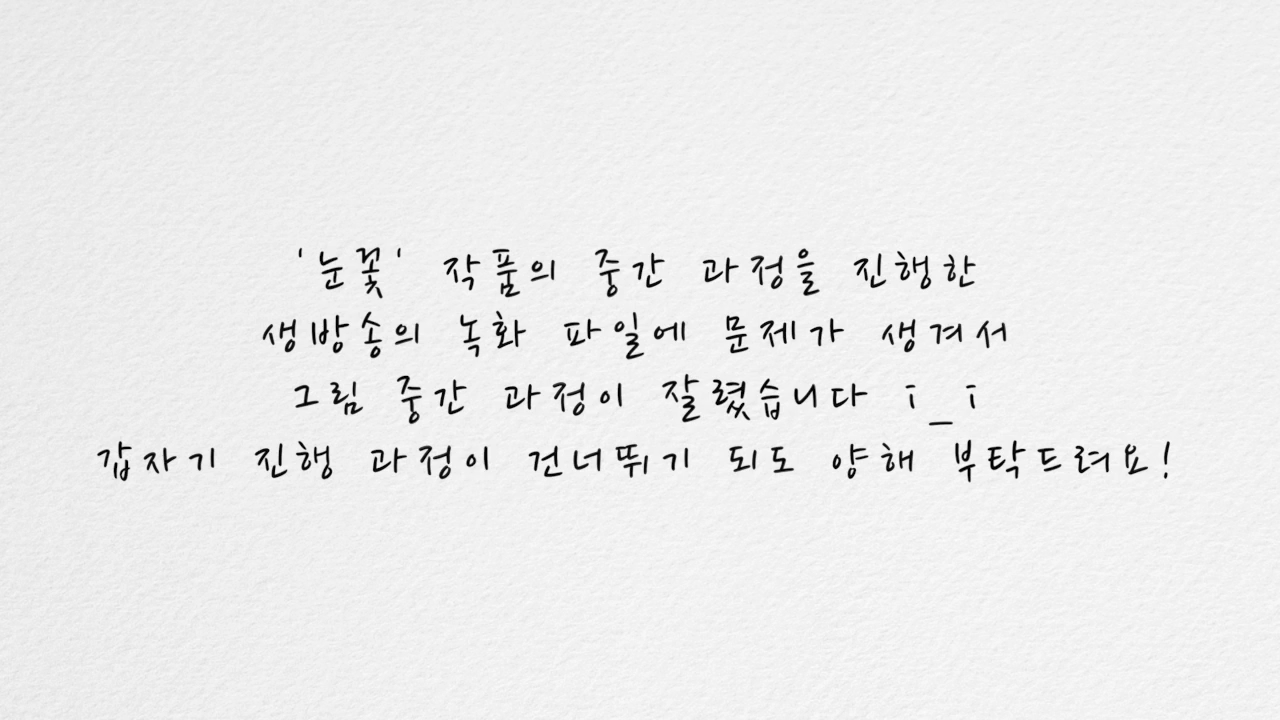 '눈꽃' 작품의 중간 과정을 진행한
생방송의 녹화 파일에 문제가 생겨서
그림 중간 과정이 잘렸습니다 ㅜ_ㅜ
갑자기 진행 과정이 건너뛰기 되도 양해 부탁드려요!